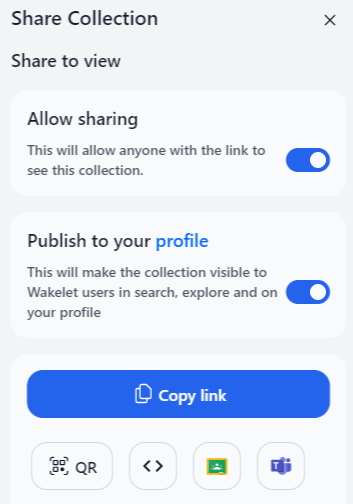 Share Collection
Share to view
Allow sharing
This will allow anyone with the link to
see this collection.
Publish to your profile
This will make the collection visible to
Wakelet users in search, explore and on
your profile
Copy link
QR